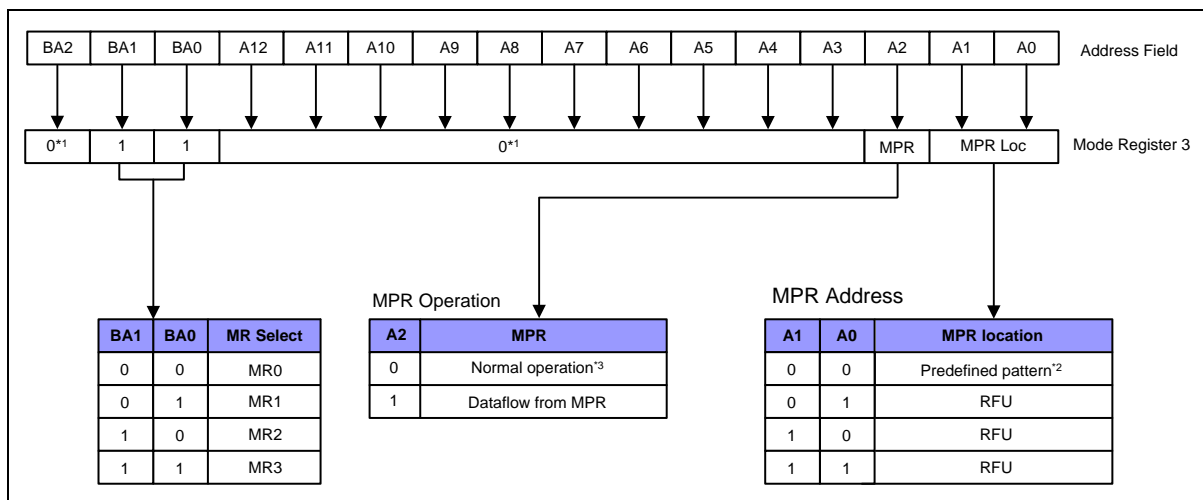 BA2 BA1 BA0 A12 A11 A10 A9 A8 A7 A6 A5 A4 A3 A2 A1 A0 Address Field
0*1 1 1 0*1 MPR MPR Loc Mode Register 3
MPR Operation MPR Address
BA1 BA0 MR Select A2 MPR A1 A0 MPR location
0 0 MR0 0 Normal operation*3 0 0 Predefined pattern*2
0 1 MR1 1 Dataflow from MPR 0 1 RFU
1 0 MR2 1 0 RFU
1 1 MR3 1 1 RFU